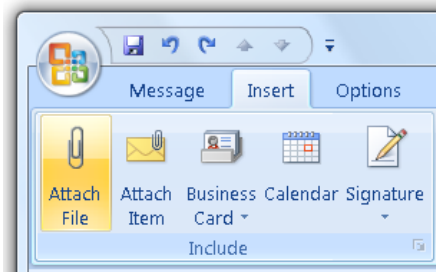 Message Insert Options
Attach File
Attach Item
Business Card
Calendar
Signature
Include